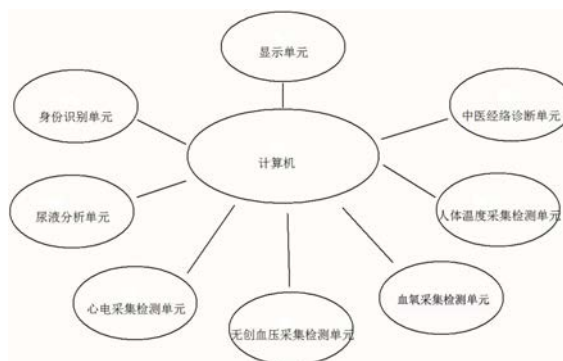 显示单元
身份识别单元
中医经络诊断单元
计算机
尿液分析单元
人体温度采集检测单元
心电采集检测单元
血氧采集检测单元
无创血压采集检测单元